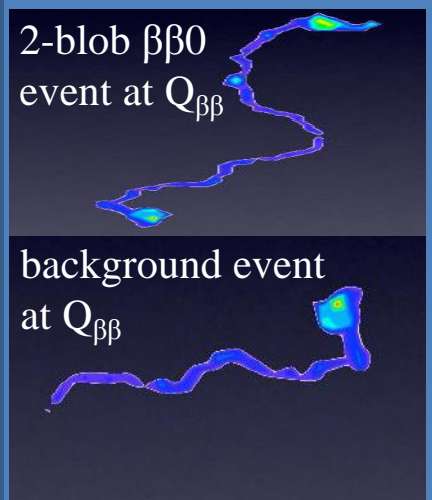 2-blob ββ0
event at Qββ
background event
at Qββ